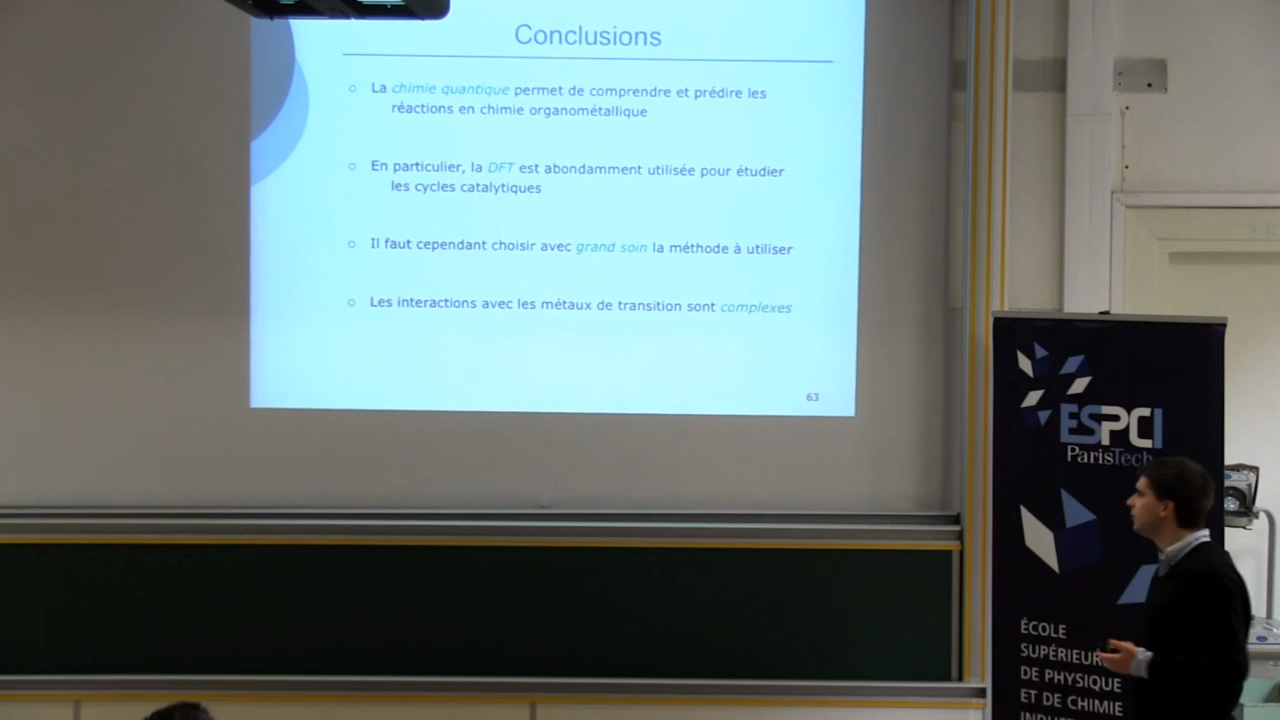 Conclusions
La chimie quantique permet de comprendre et prédire les
réactions en chimie organométallique
En particulier, la DFT est abondamment utilisée pour étudier
les cycles catalytiques
Il faut cependant choisir avec grand soin la méthode à utiliser
Les interactions avec les métaux de transition sont complexes
63
ESPCI
ParisTech
ÉCOLE
SUPÉRIEUR
DE PHYSIQUE
ET DE CHIMIE